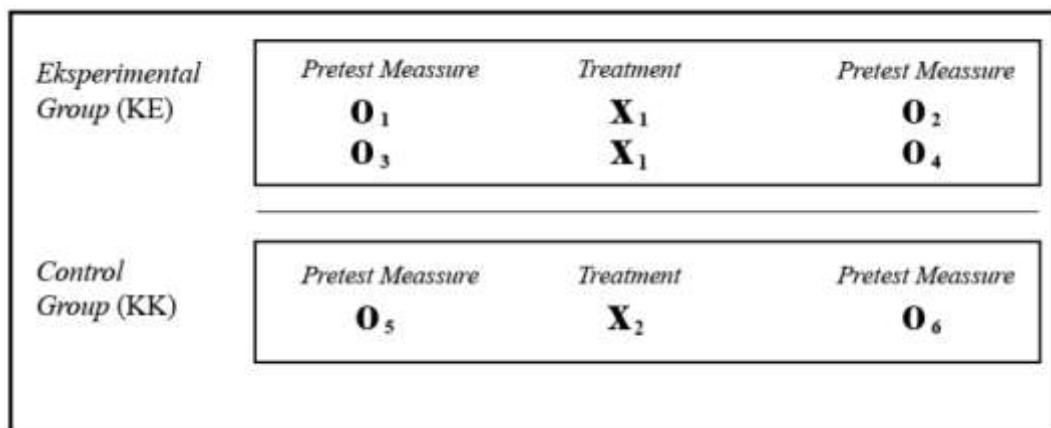 Eksperimental
Group (KE)
Pretest Meassure Treatment Pretest Meassure
O₁ X₁ O₂
O₃ X₁ O₄
Control
Group (KK)
Pretest Meassure Treatment Pretest Meassure
O₅ X₂ O₆